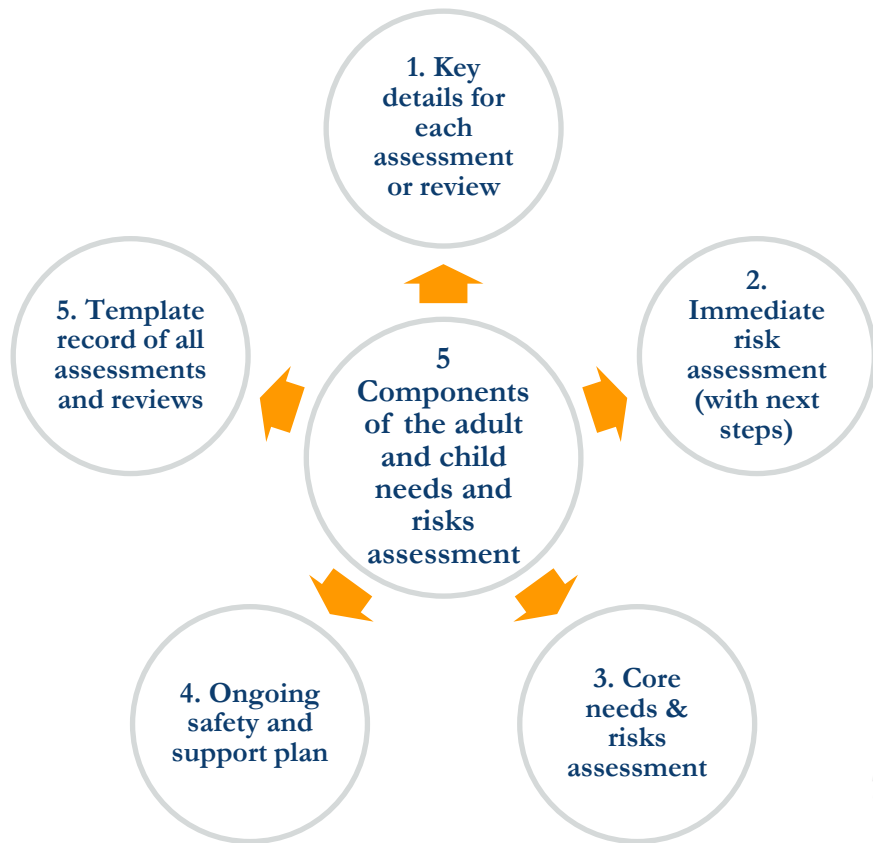 1. Key
details for
each
assessment
or review
2.
Immediate
risk
assessment
(with next
steps)
3. Core
needs &
risks
assessment
4. Ongoing
safety and
support plan
5. Template
record of all
assessments
and reviews
5
Components
of the adult
and child
needs and
risks
assessment